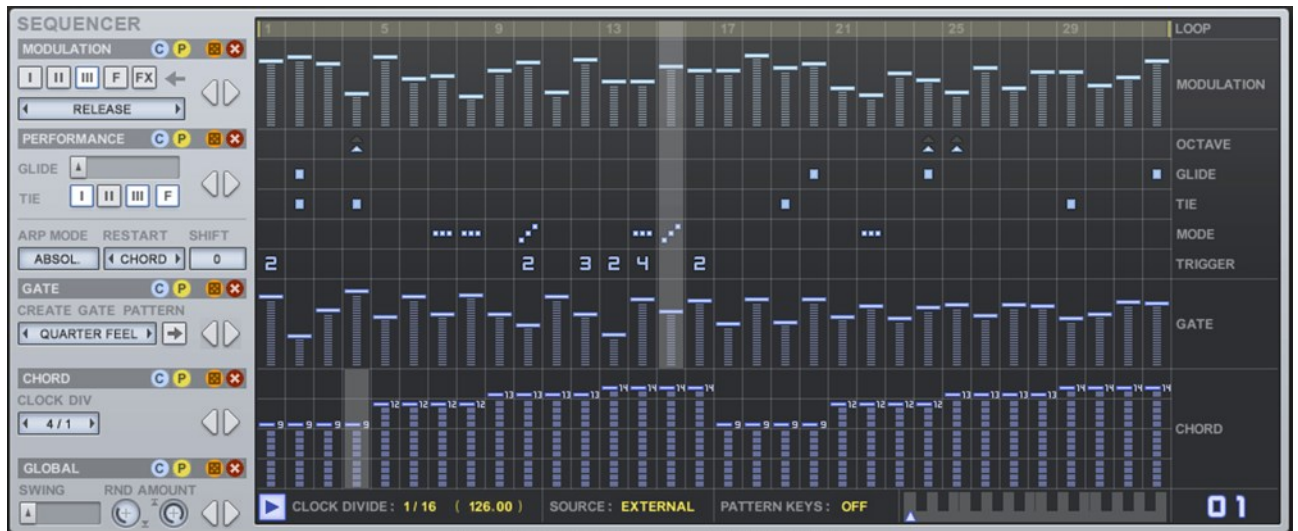 SEQUENCER
1 5 9 13 17 21 25 29 LOOP
MODULATION C P
I II III F FX
RELEASE
MODULATION
PERFORMANCE C P
OCTAVE
GLIDE
GLIDE
TIE I II III F
TIE
ARP MODE RESTART SHIFT
MODE
ABSOL. CHORD 0
2 2 3 2 4 2 TRIGGER
GATE C P
CREATE GATE PATTERN
QUARTER FEEL
GATE
CHORD C P
13 13 13 13 14 14 14 14 13 13 13 13 14 14 14 14
CLOCK DIV
12 12 12 12 12 12 12 12
4 / 1
9 9 9 9 9 9 9 9 CHORD
GLOBAL C P
SWING RND AMOUNT
CLOCK DIVIDE: 1/16 ( 126.00 ) SOURCE: EXTERNAL PATTERN KEYS: OFF 01